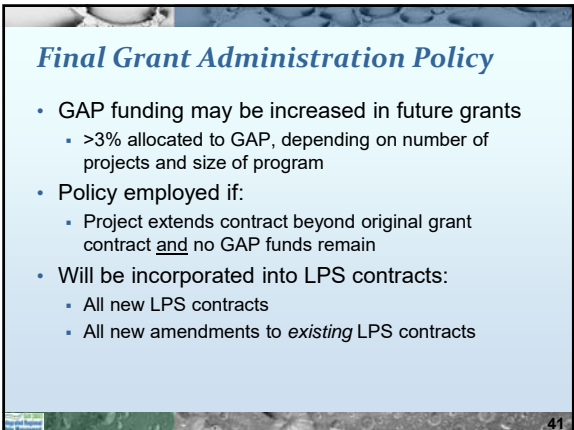 Final Grant Administration Policy
• GAP funding may be increased in future grants
▪ >3% allocated to GAP, depending on number of
projects and size of program
• Policy employed if:
▪ Project extends contract beyond original grant
contract and no GAP funds remain
• Will be incorporated into LPS contracts:
▪ All new LPS contracts
▪ All new amendments to existing LPS contracts
41